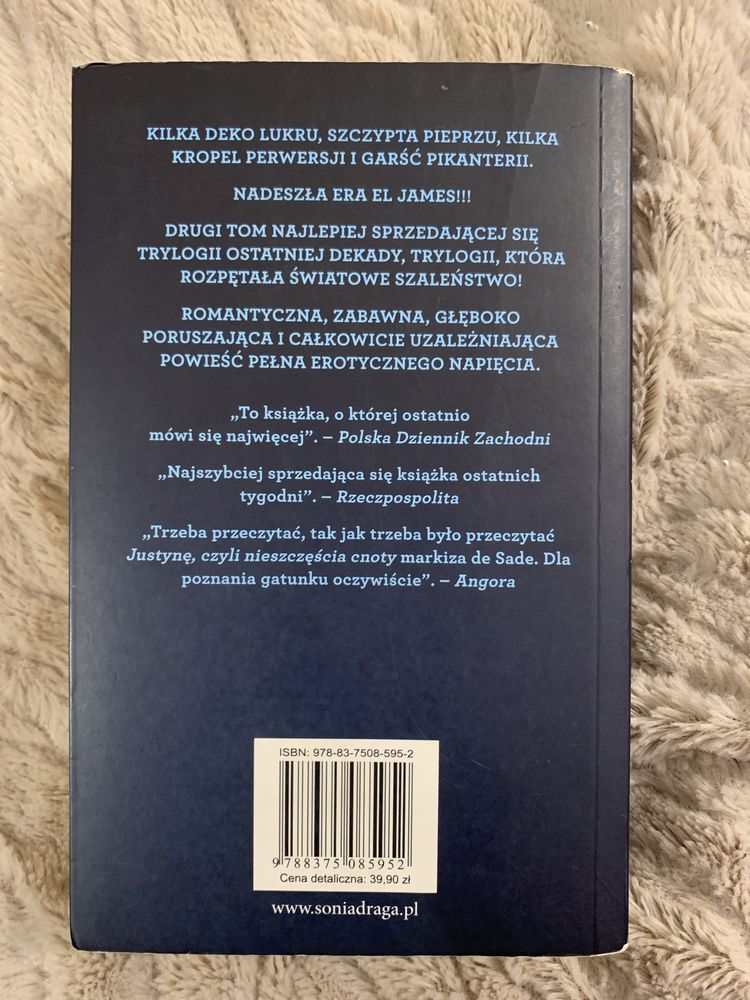 KILKA DEKO LUKRU, SZCZYPTA PIEPRZU, KILKA
KROPEL PERWERSJI I GARŚĆ PIKANTERII.
NADESZŁA ERA EL JAMES!!!
DRUGI TOM NAJLEPIEJ SPRZEDAJĄCEJ SIĘ
TRYLOGII OSTATNIEJ DEKADY, TRYLOGII, KTÓRA
ROZPĘTAŁA ŚWIATOWE SZALEŃSTWO!
ROMANTYCZNA, ZABAWNA, GŁĘBOKO
PORUSZAJĄCA I CAŁKOWICIE UZALEŻNIAJĄCA
POWIEŚĆ PEŁNA EROTYCZNEGO NAPIĘCIA.
„To książka, o której ostatnio
mówi się najwięcej”. – Polska Dziennik Zachodni
„Najszybciej sprzedająca się książka ostatnich
tygodni”. – Rzeczpospolita
„Trzeba przeczytać, tak jak trzeba było przeczytać
Justynę, czyli nieszczęścia cnoty markiza de Sade. Dla
poznania gatunku oczywiście”. – Angora
ISBN: 978-83-7508-595-2
9 788375 085952
Cena detaliczna: 39,90 zł
www.soniadraga.pl